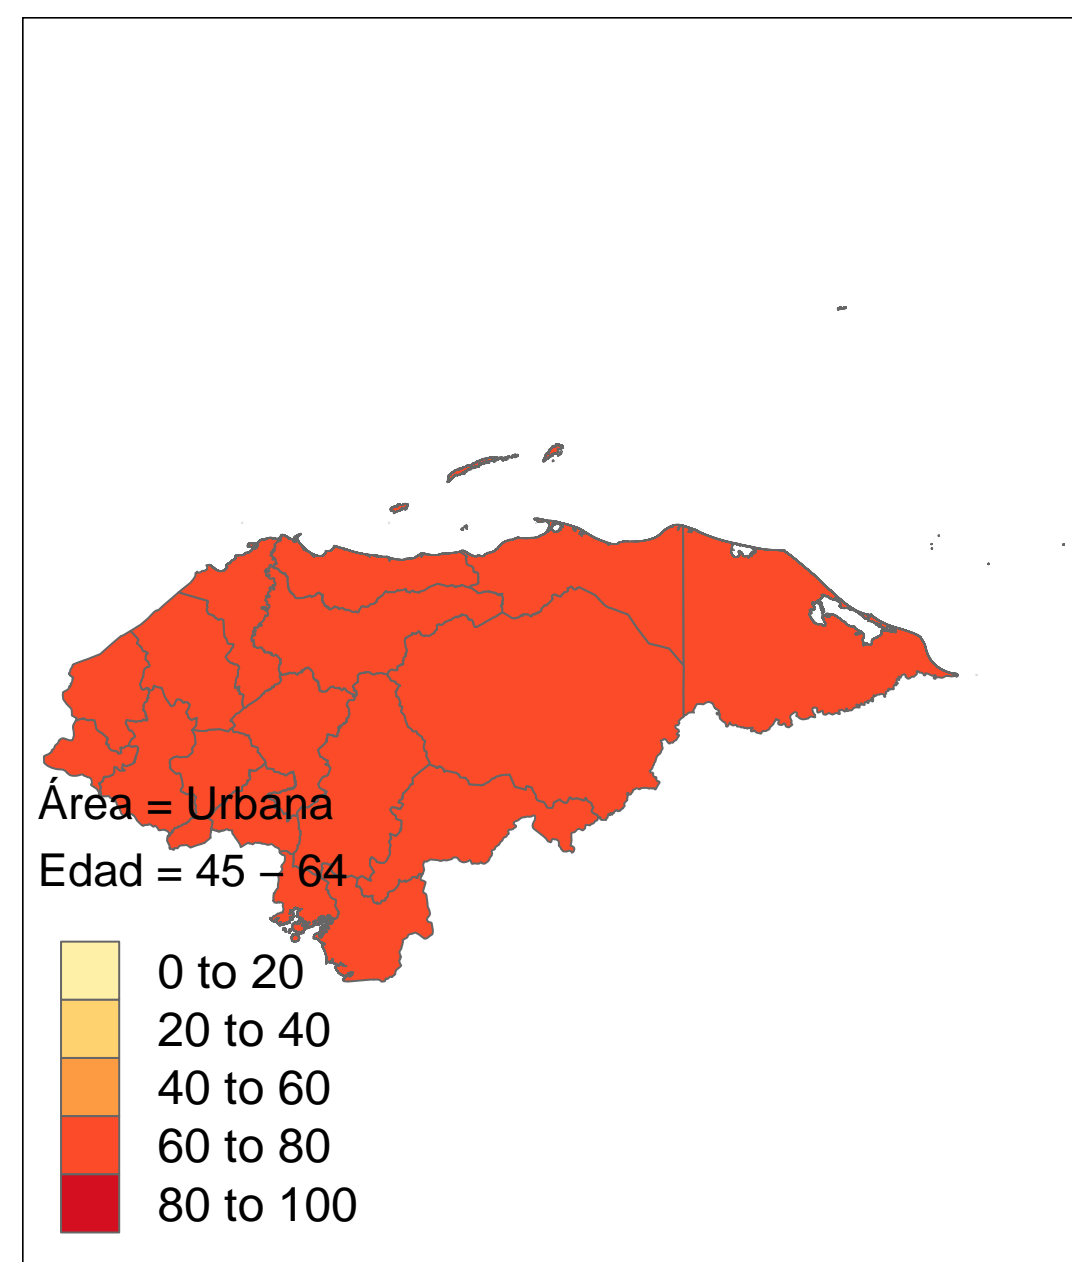 Área = Urbana
Edad = 45 – 64
0 to 20
20 to 40
40 to 60
60 to 80
80 to 100